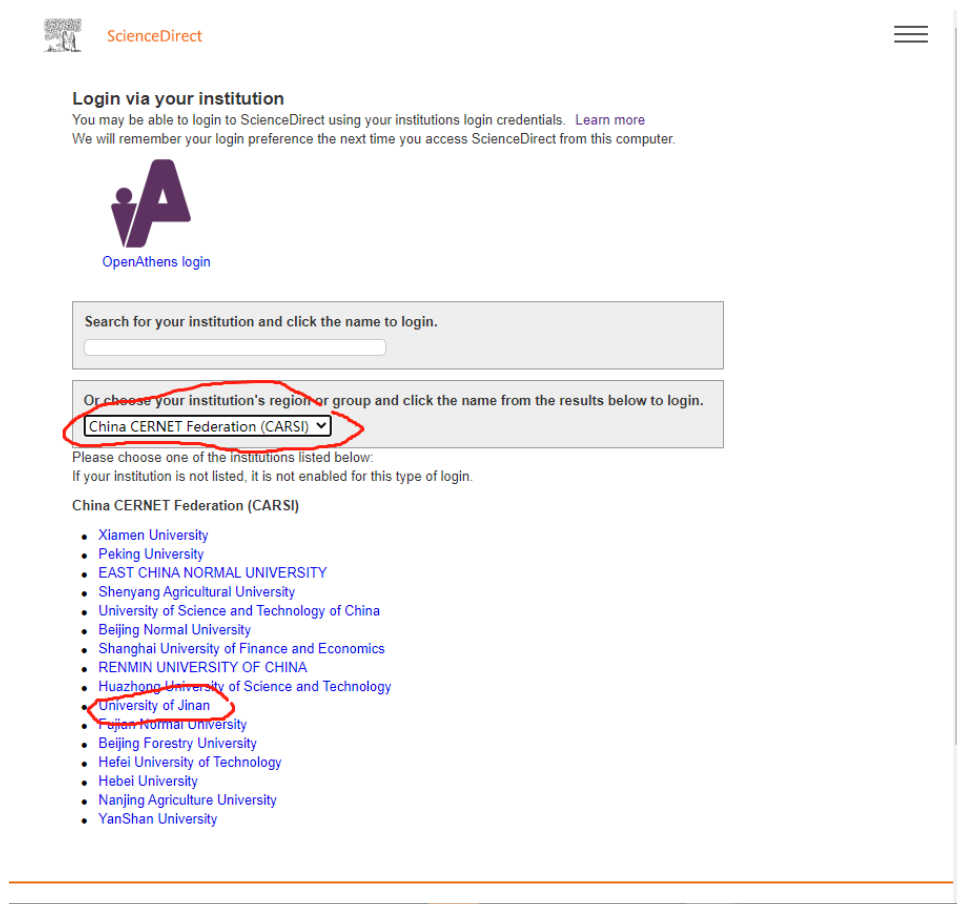 ScienceDirect
Login via your institution
You may be able to login to ScienceDirect using your institutions login credentials. Learn more
We will remember your login preference the next time you access ScienceDirect from this computer.
OpenAthens login
Search for your institution and click the name to login.
Or choose your institution's region or group and click the name from the results below to login.
China CERNET Federation (CARSI)
Please choose one of the institutions listed below:
If your institution is not listed, it is not enabled for this type of login.
China CERNET Federation (CARSI)
Xiamen University
Peking University
EAST CHINA NORMAL UNIVERSITY
Shenyang Agricultural University
University of Science and Technology of China
Beijing Normal University
Shanghai University of Finance and Economics
RENMIN UNIVERSITY OF CHINA
Huazhong University of Science and Technology
University of Jinan
Fujian Normal University
Beijing Forestry University
Hefei University of Technology
Hebei University
Nanjing Agriculture University
YanShan University